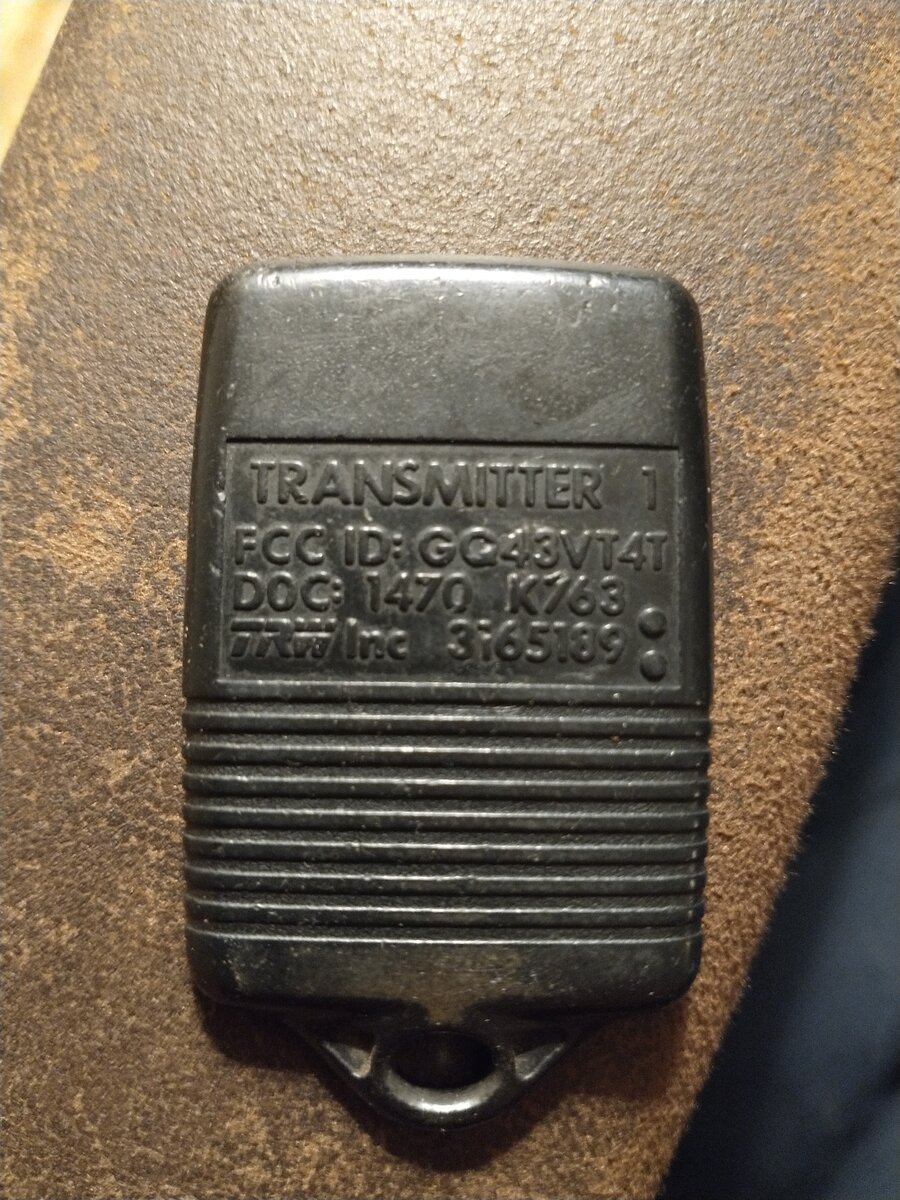 TRANSMITTER 1
FCC ID: GQ43VT4T
DOC: 1470 K763
TRW Inc 3165189